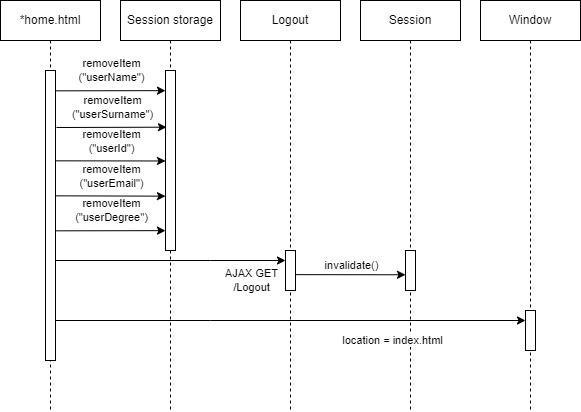 *home.html
Session storage
Logout
Session
Window
removeItem
("userName")
removeItem
("userSurname")
removeItem
("userId")
removeItem
("userEmail")
removeItem
("userDegree")
AJAX GET
/Logout
invalidate()
location = index.html